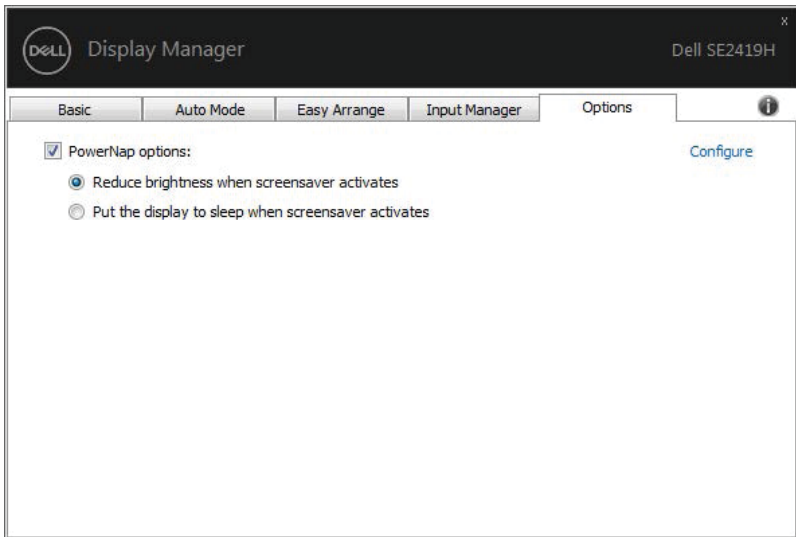 x
DELL Display Manager Dell SE2419H
Basic Auto Mode Easy Arrange Input Manager Options i
PowerNap options: Configure
Reduce brightness when screensaver activates
Put the display to sleep when screensaver activates